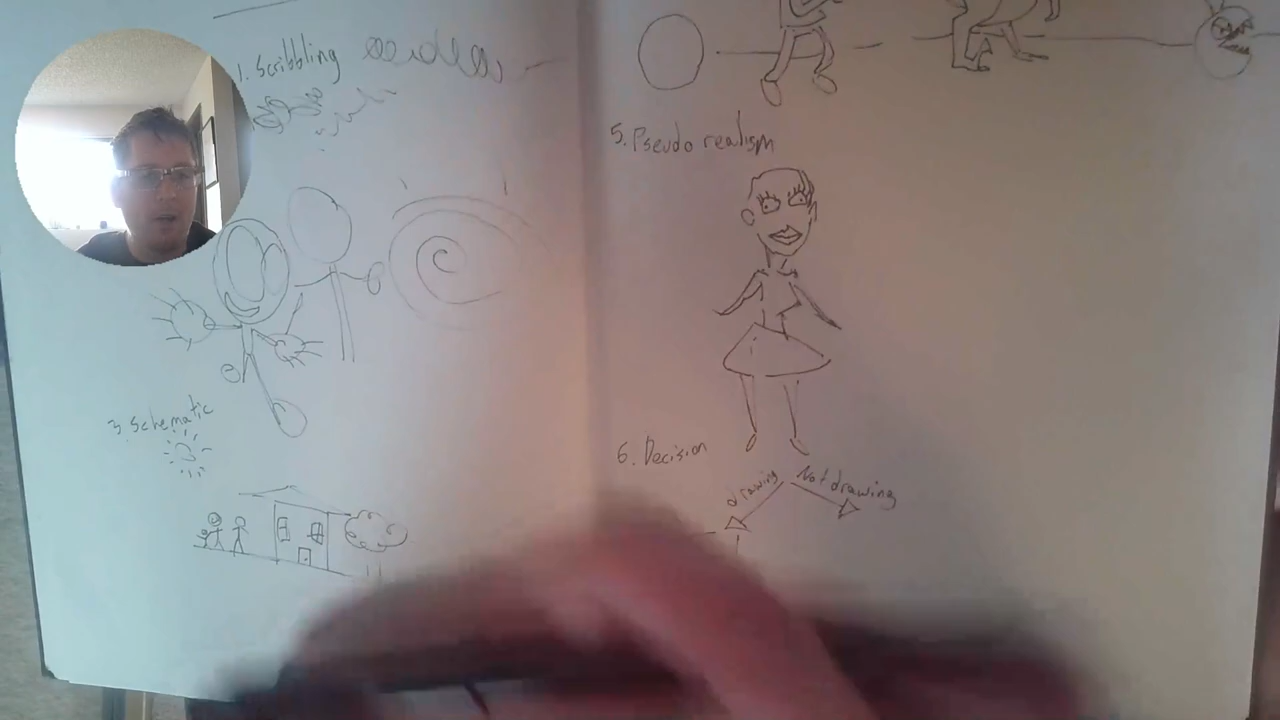 1. Scribbling
3. Schematic
5. Pseudo realism
6. Decision
drawing
Not drawing